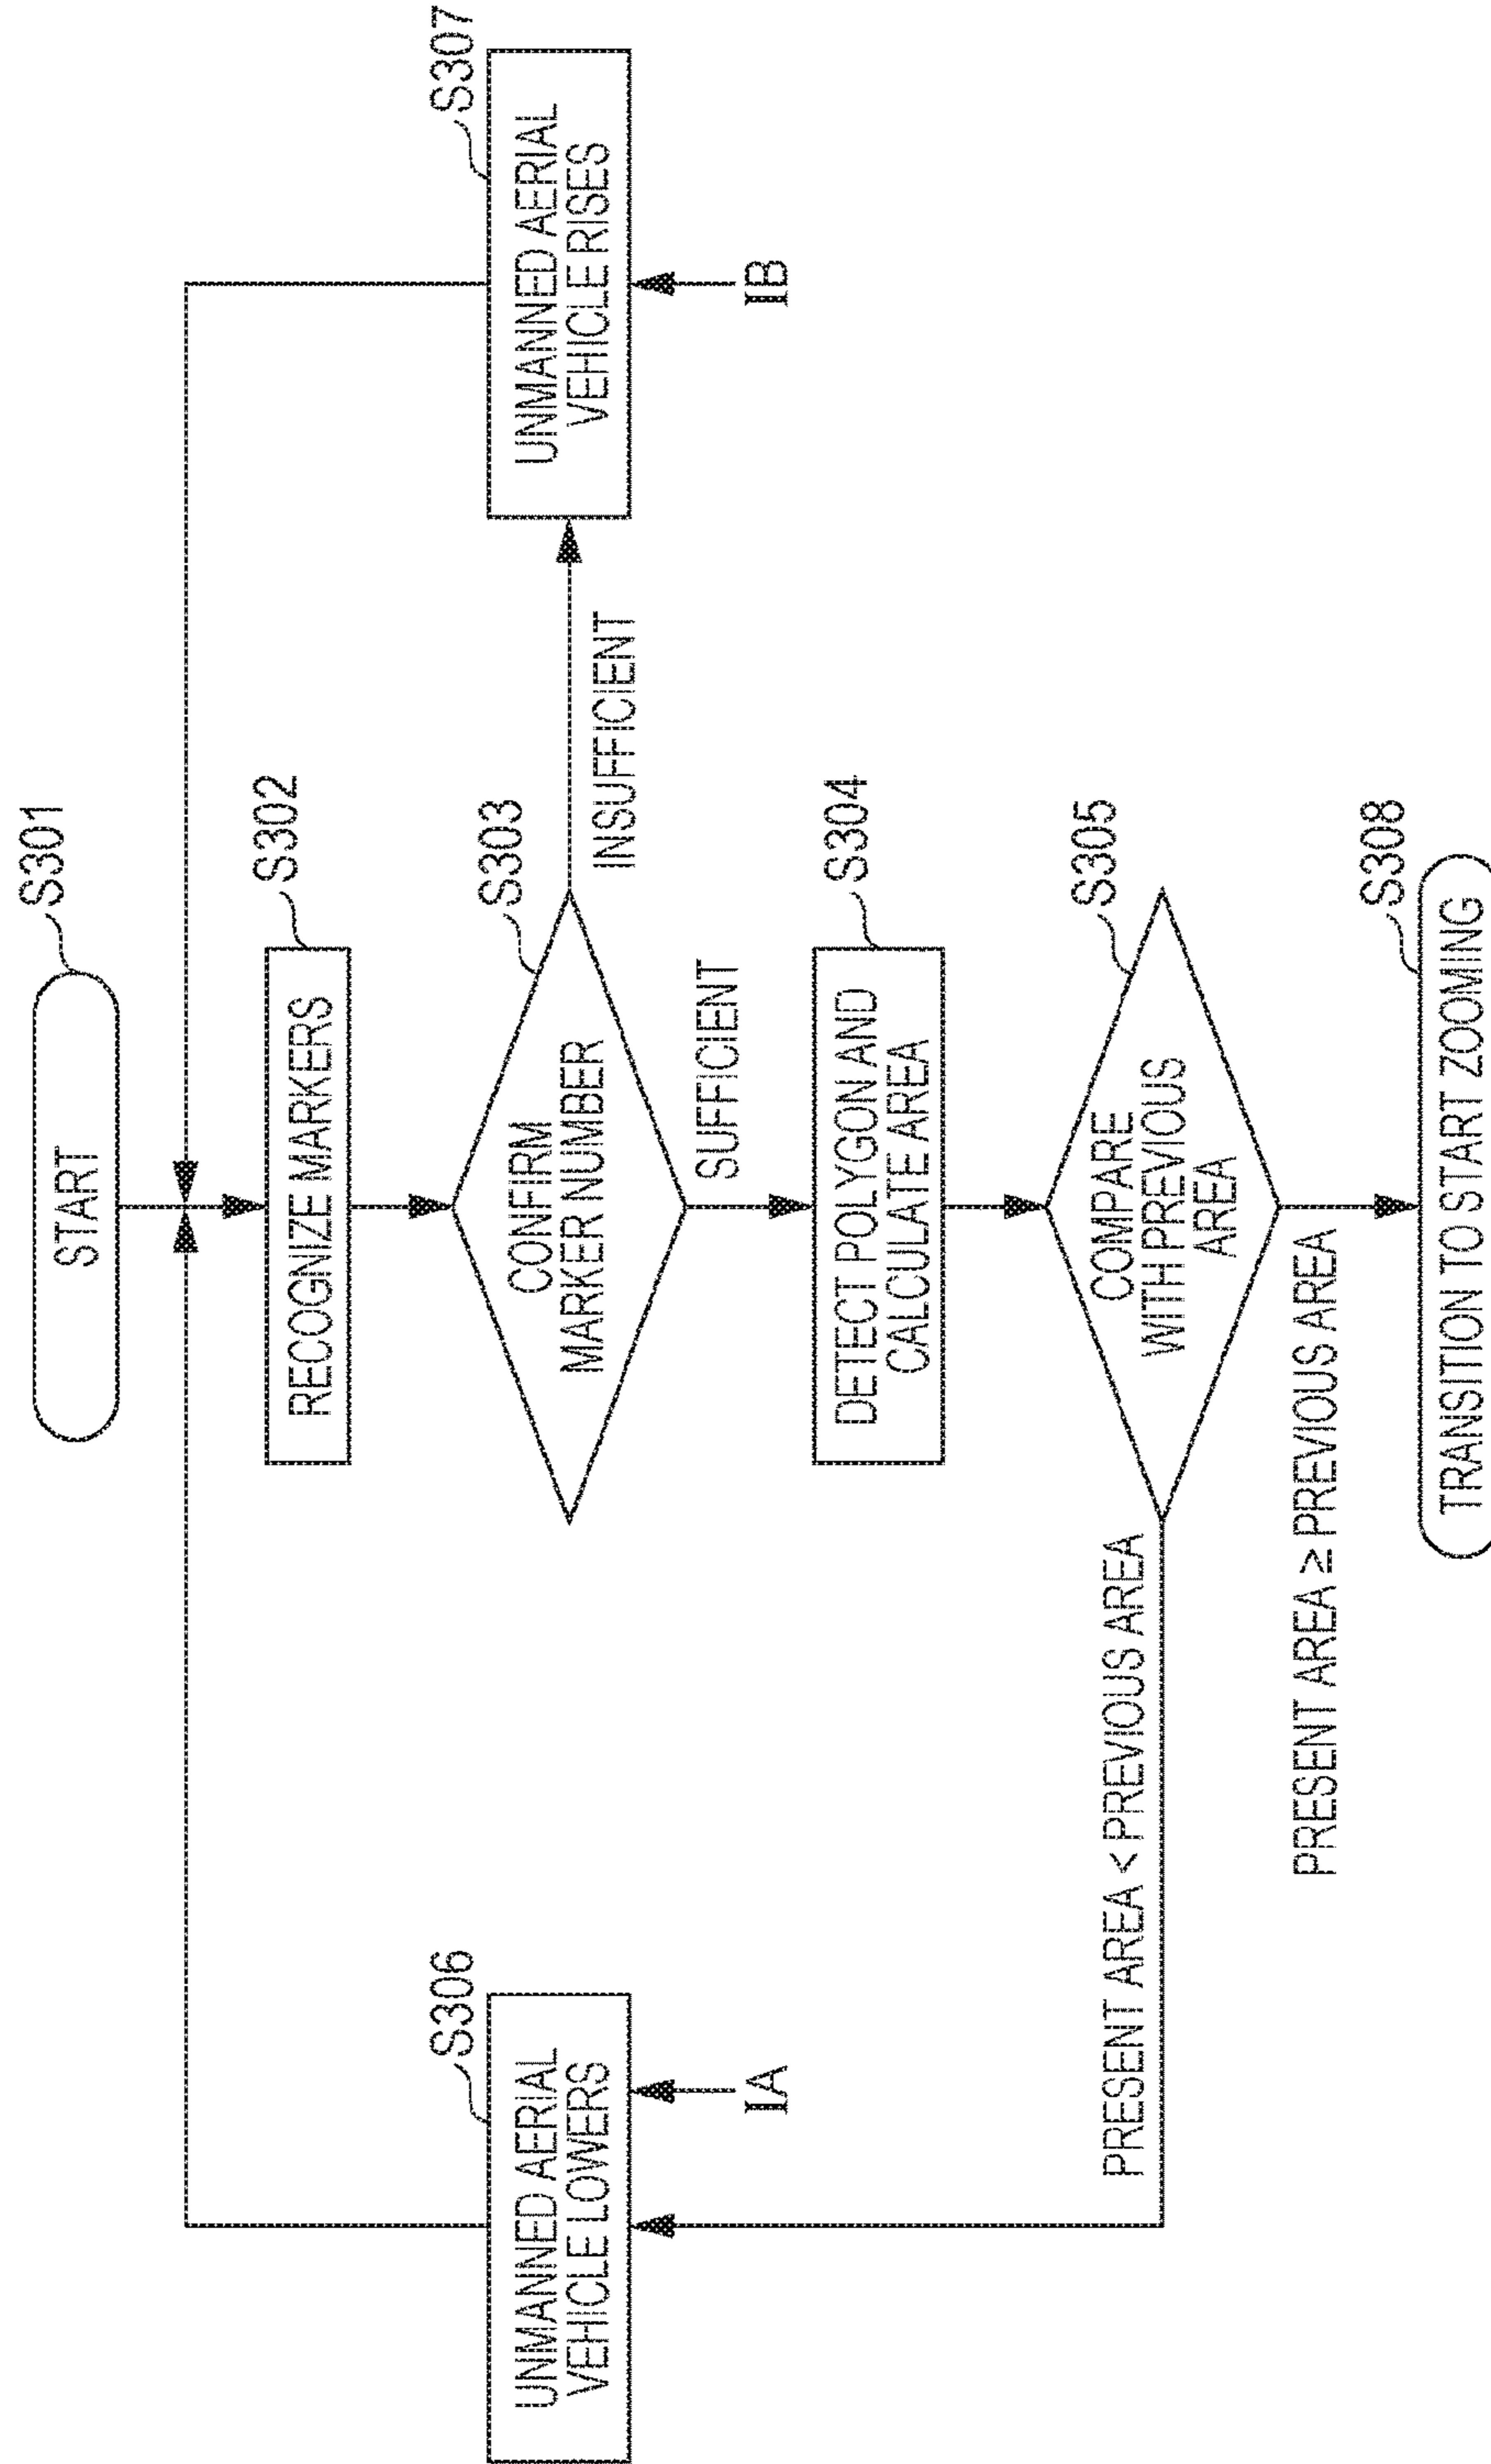 S301
START
S302
RECOGNIZE MARKERS
S303
CONFIRM
MARKER NUMBER
INSUFFICIENT
SUFFICIENT
S307
UNMANNED AERIAL
VEHICLE RISES
IB
S306
UNMANNED AERIAL
VEHICLE LOWERS
IA
S304
DETECT POLYGON AND
CALCULATE AREA
S305
COMPARE
WITH PREVIOUS
AREA
PRESENT AREA < PREVIOUS AREA
PRESENT AREA ≥ PREVIOUS AREA
S308
TRANSITION TO START ZOOMING